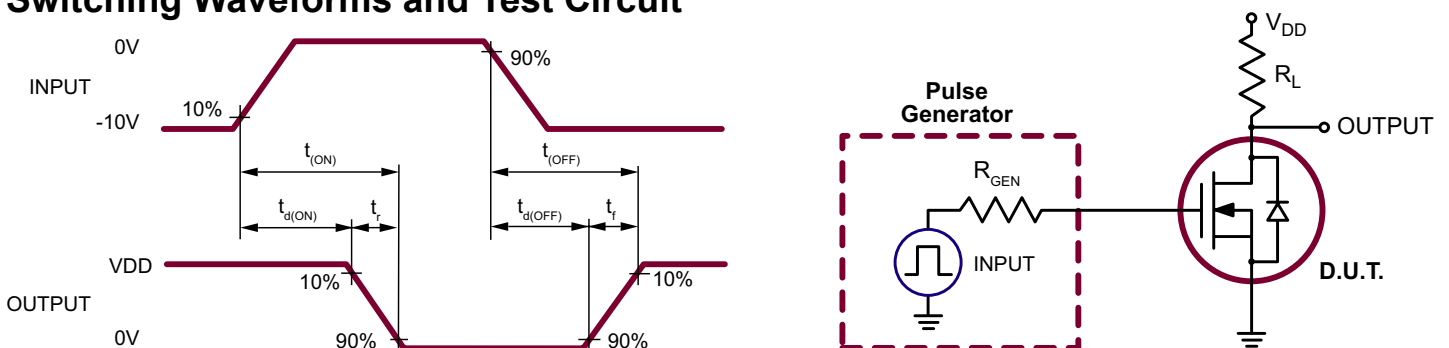 Switching Waveforms and Test Circuit
0V
INPUT
-10V
10%
90%
t(ON)
t(OFF)
td(ON)
tr
td(OFF)
tf
VDD
OUTPUT
0V
10%
90%
10%
90%
Pulse
Generator
RGEN
INPUT
VDD
RL
OUTPUT
D.U.T.